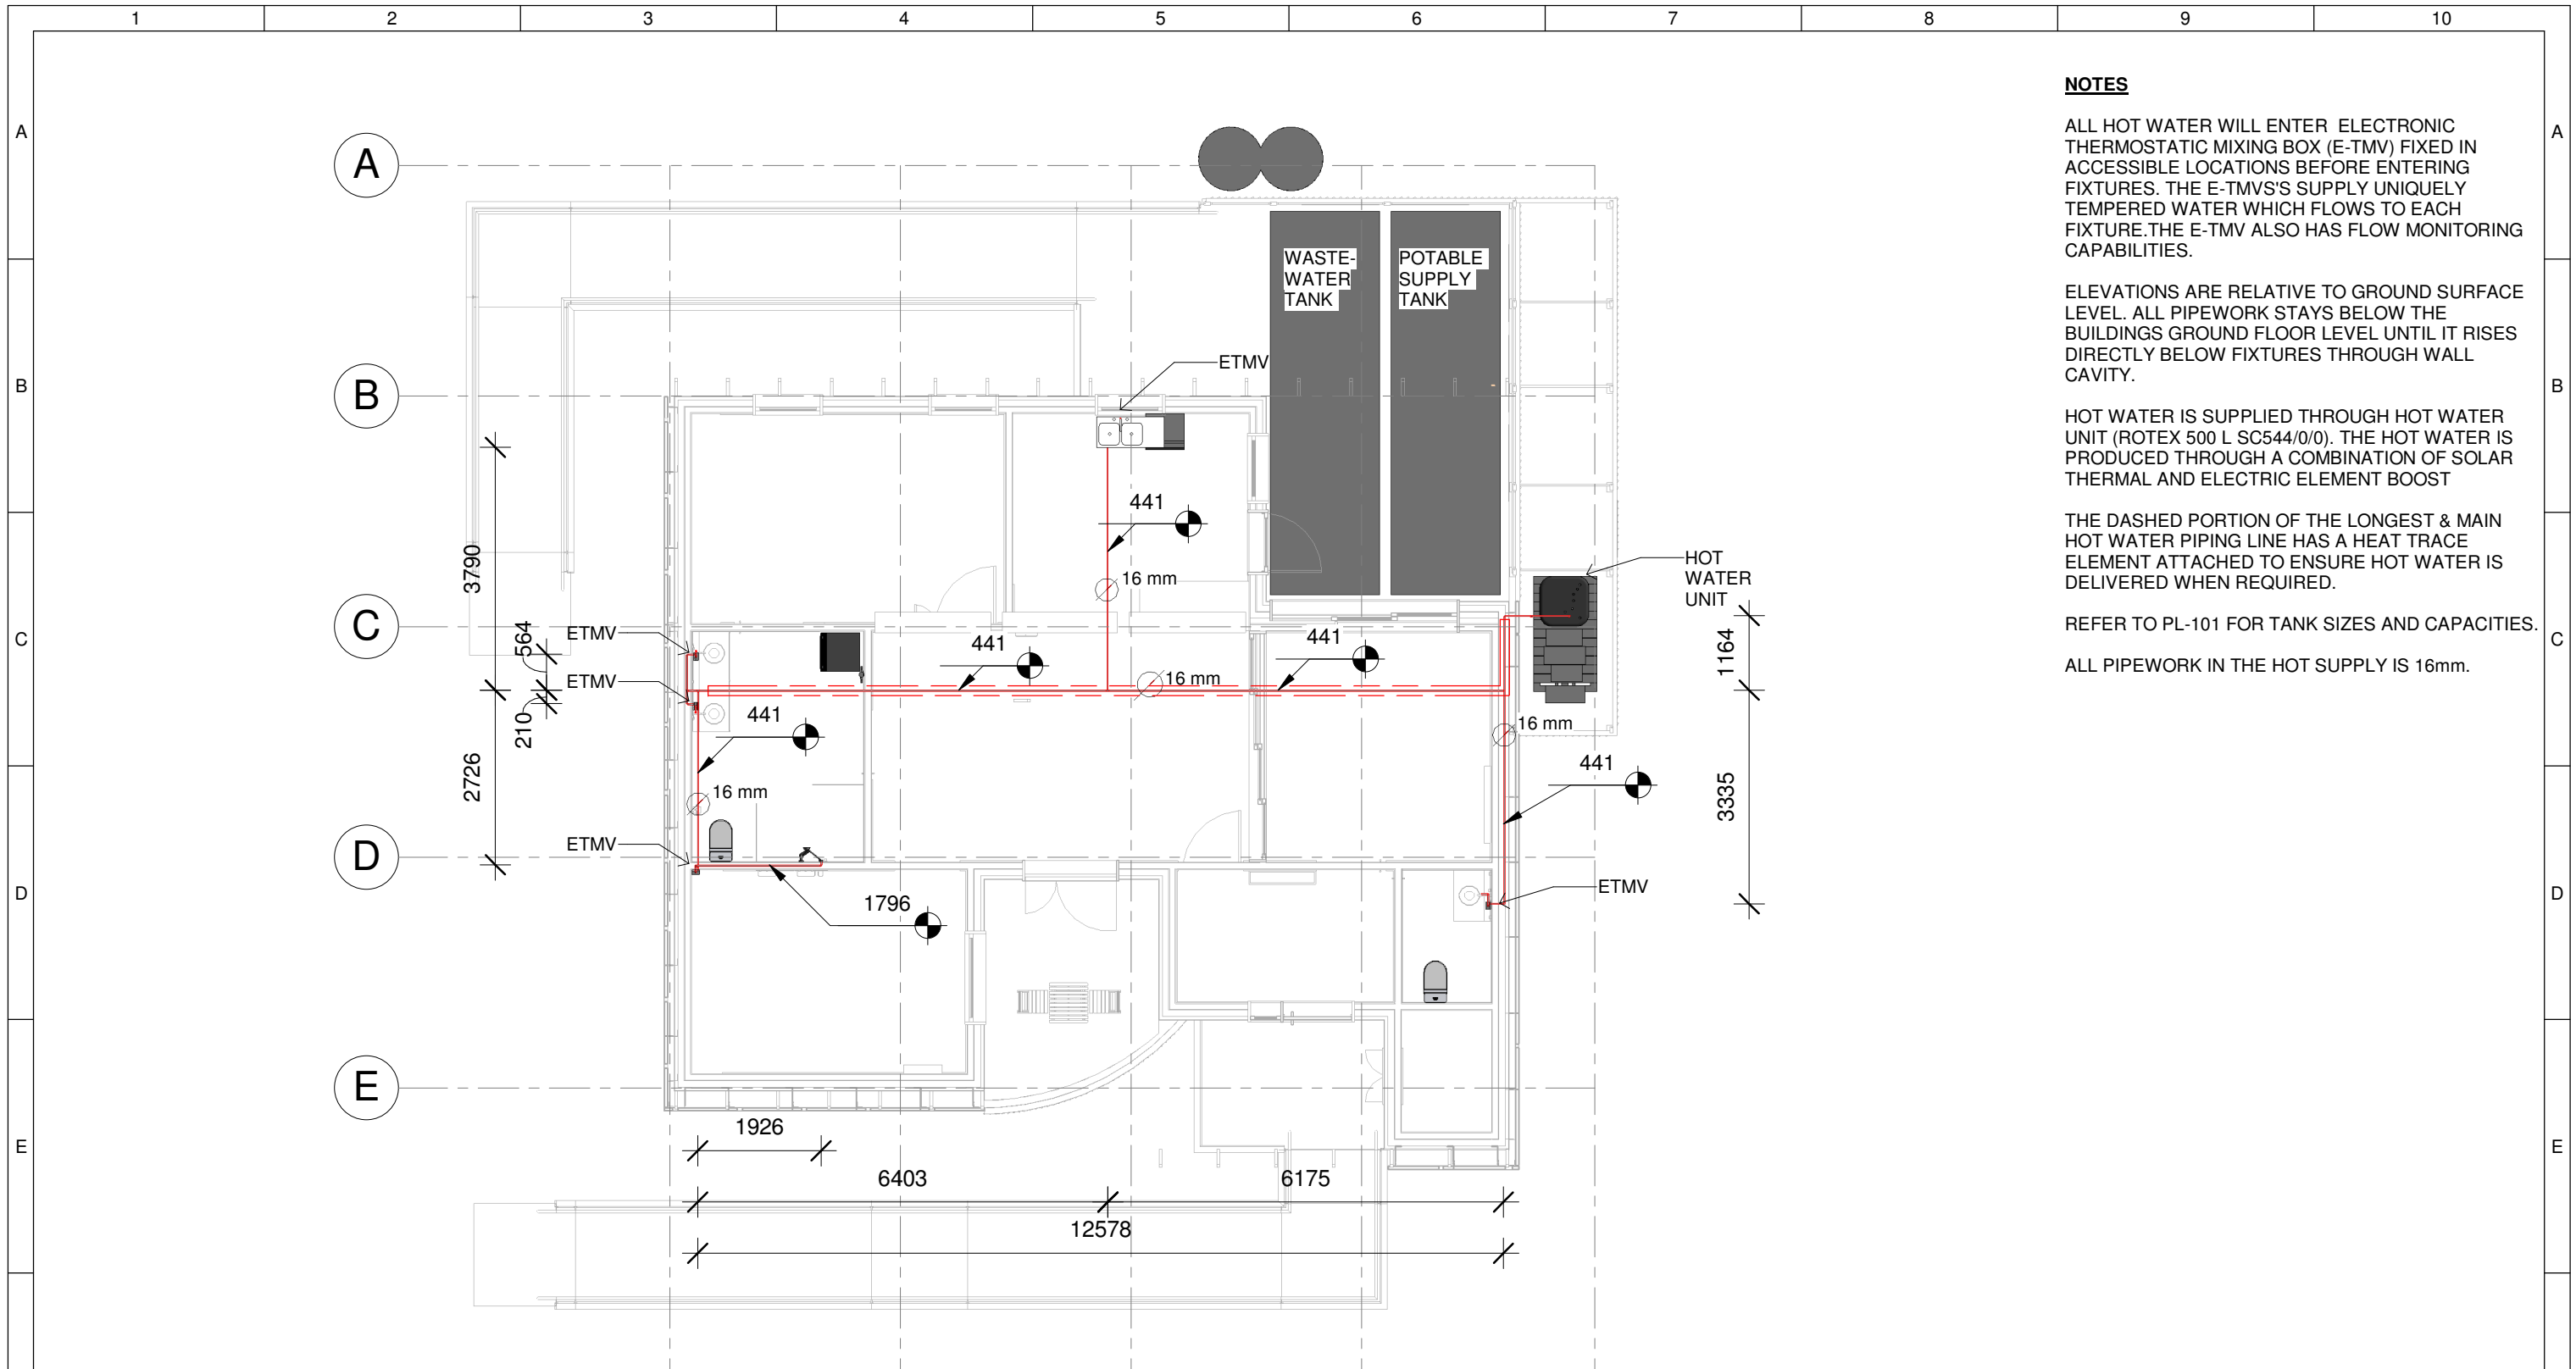 1 2 3 4 5 6 7 8 9 10
A
B
C
D
E
A
B
C
D
E
A
B
C
D
E
NOTES
ALL HOT WATER WILL ENTER ELECTRONIC
THERMOSTATIC MIXING BOX (E-TMV) FIXED IN
ACCESSIBLE LOCATIONS BEFORE ENTERING
FIXTURES. THE E-TMVS'S SUPPLY UNIQUELY
TEMPERED WATER WHICH FLOWS TO EACH
FIXTURE.THE E-TMV ALSO HAS FLOW MONITORING
CAPABILITIES.
ELEVATIONS ARE RELATIVE TO GROUND SURFACE
LEVEL. ALL PIPEWORK STAYS BELOW THE
BUILDINGS GROUND FLOOR LEVEL UNTIL IT RISES
DIRECTLY BELOW FIXTURES THROUGH WALL
CAVITY.
HOT WATER IS SUPPLIED THROUGH HOT WATER
UNIT (ROTEX 500 L SC544/0/0). THE HOT WATER IS
PRODUCED THROUGH A COMBINATION OF SOLAR
THERMAL AND ELECTRIC ELEMENT BOOST
THE DASHED PORTION OF THE LONGEST & MAIN
HOT WATER PIPING LINE HAS A HEAT TRACE
ELEMENT ATTACHED TO ENSURE HOT WATER IS
DELIVERED WHEN REQUIRED.
REFER TO PL-101 FOR TANK SIZES AND CAPACITIES.
ALL PIPEWORK IN THE HOT SUPPLY IS 16mm.
WASTE-
WATER
TANK
POTABLE
SUPPLY
TANK
ETMV
441
16 mm
HOT
WATER
UNIT
3790
564
210
2726
ETMV
ETMV
ETMV
441
441
16 mm
441
16 mm
1796
16 mm
441
ETMV
1164
3335
1926
6403
6175
12578